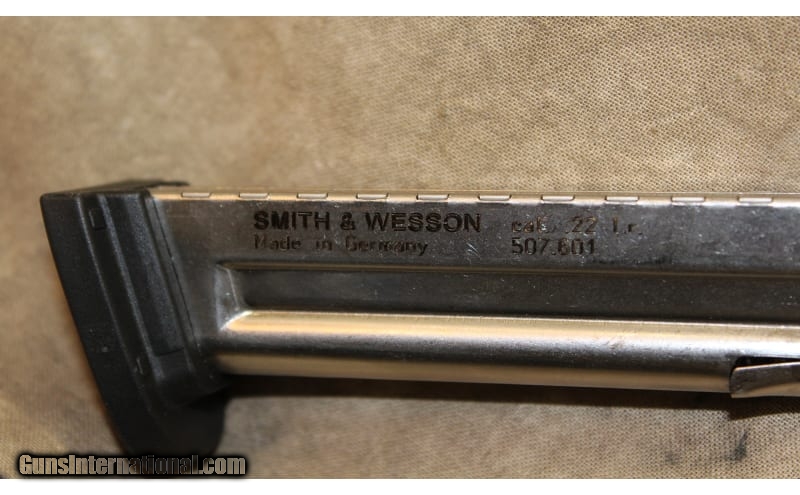 SMITH & WESSON cal. .22 l.r.
Made in Germany 507.601
GunsInternational.com